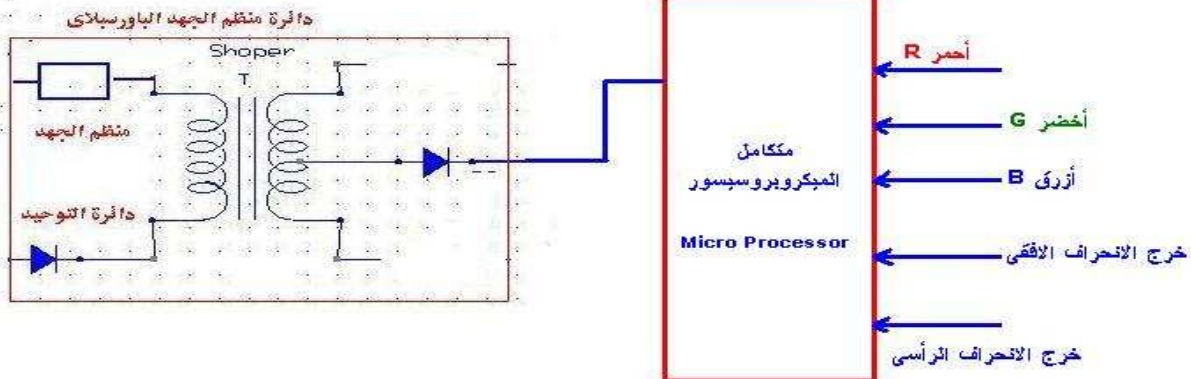 دائرة منظم الجهد الباورسبلاى
Shoper
T
منظم الجهد
دائرة التوحيد
متكامل
الميكروبروسيسور
Micro Processor
أحمر R
أخضر G
أزرق B
خرج الانحراف الافقى
خرج الانحراف الرأسى